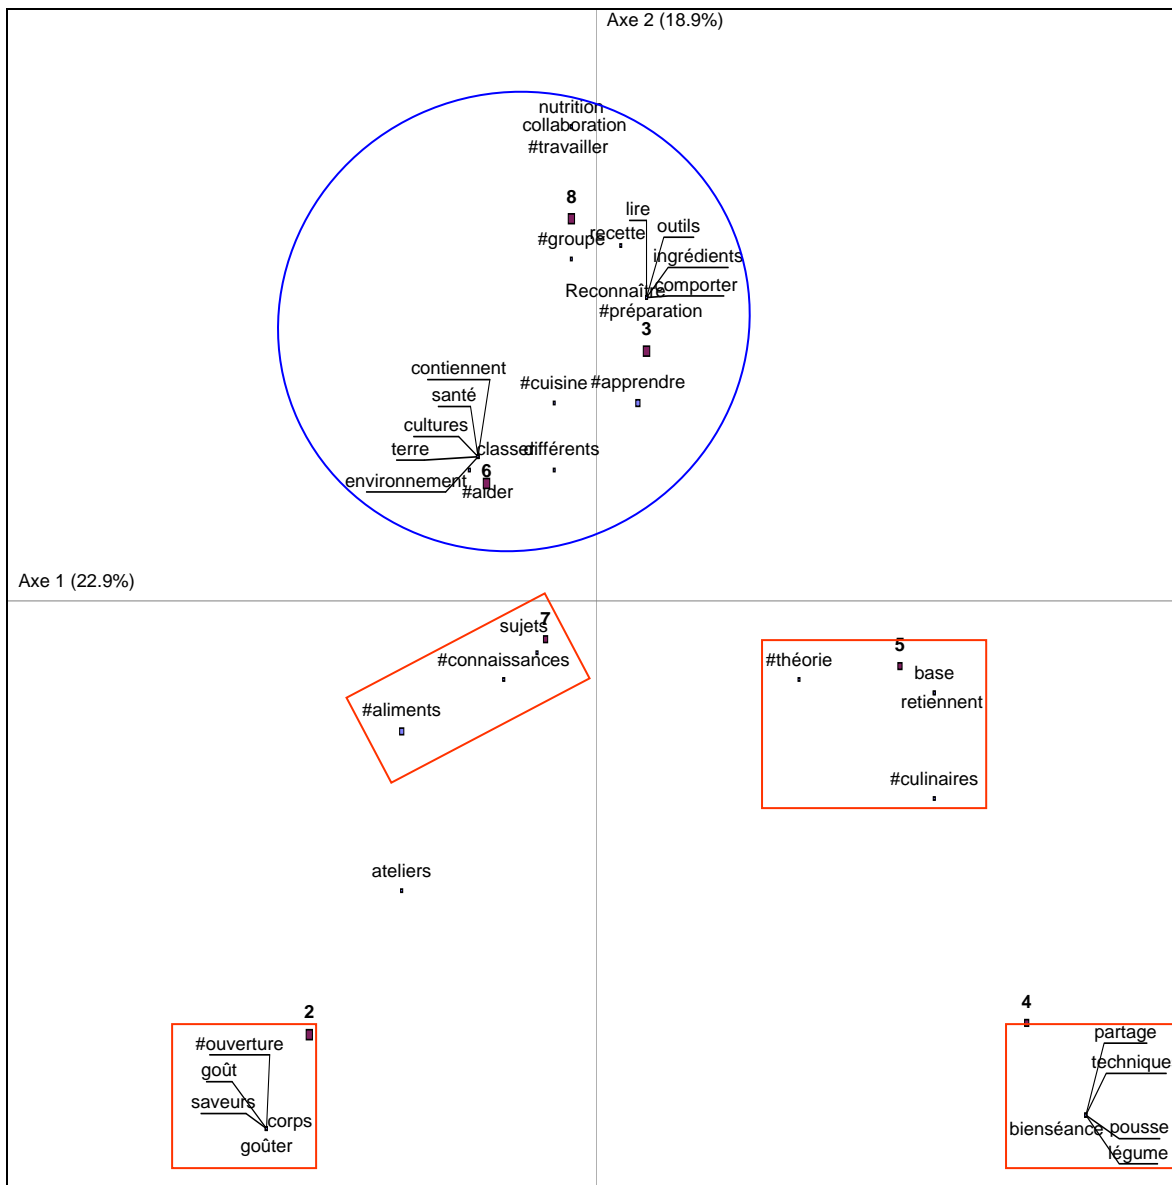 Axe 2 (18.9%)
nutrition
collaboration
#travailler
8
lire
recette
outils
#groupe
ingrédients
Reconnaître
comporter
#préparation
3
contiennent
#cuisine
#apprendre
santé
cultures
terre
classer
différents
6
environnement
#aider
Axe 1 (22.9%)
7
sujets
#connaissances
5
#théorie
base
retiennent
#aliments
#culinaires
ateliers
4
2
partage
#ouverture
technique
goût
saveurs
corps
bienséance
pousse
goûter
légume